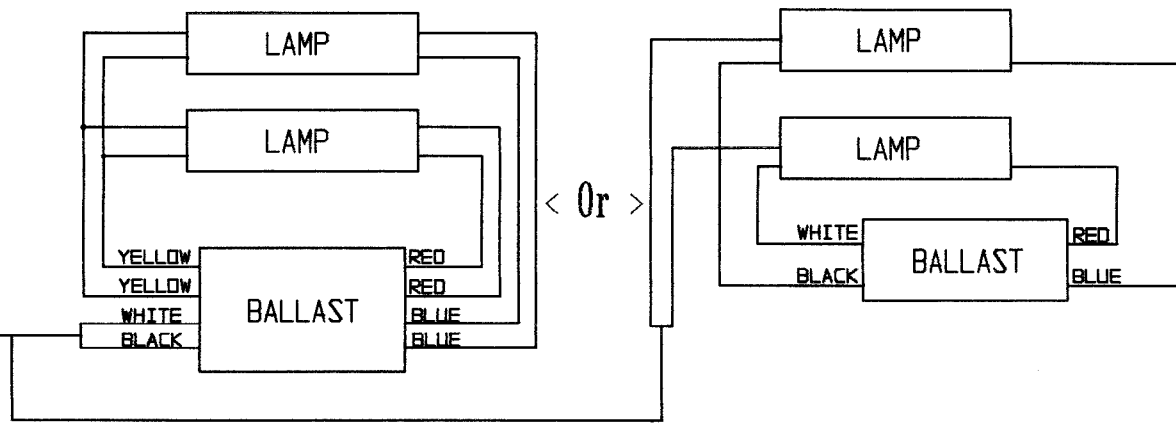 LAMP
LAMP
YELLOW
RED
YELLOW
RED
WHITE
BALLAST
BLUE
BLACK
BLUE
< Or >
LAMP
LAMP
WHITE
RED
BALLAST
BLACK
BLUE